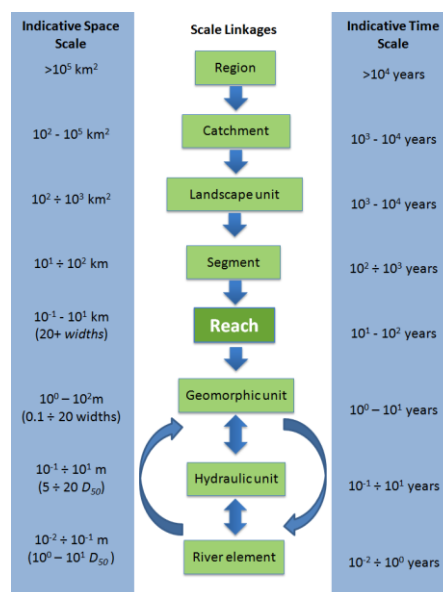 Indicative Space Scale
Scale Linkages
Indicative Time Scale
>10⁵ km²
Region
>10⁴ years
10² - 10⁵ km²
Catchment
10³ - 10⁴ years
10² ÷ 10³ km²
Landscape unit
10³ - 10⁴ years
10¹ ÷ 10² km
Segment
10² ÷ 10³ years
10⁻¹ - 10¹ km
(20+ widths)
Reach
10¹ - 10² years
10⁰ – 10² m
(0.1 ÷ 20 widths)
Geomorphic unit
10⁰ – 10¹ years
10⁻¹ ÷ 10¹ m
(5 ÷ 20 D₅₀)
Hydraulic unit
10⁻¹ ÷ 10¹ years
10⁻² ÷ 10⁻¹ m
(10⁰ – 10¹ D₅₀)
River element
10⁻² ÷ 10⁰ years